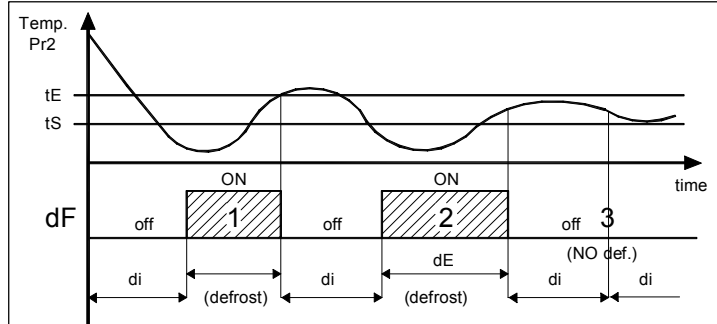 Temp.
Pr2
tE
tS
time
ON ON
dF off 1 off 2 off 3
(NO def.)
di (defrost) di dE (defrost) di di